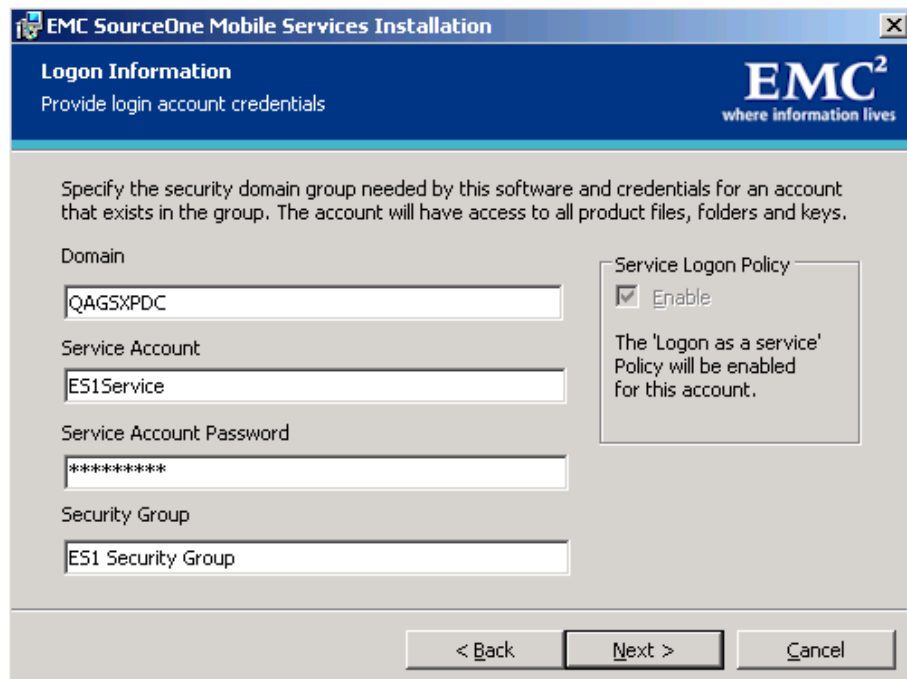 EMC SourceOne Mobile Services Installation
Logon Information
Provide login account credentials
EMC²
where information lives
Specify the security domain group needed by this software and credentials for an account
that exists in the group. The account will have access to all product files, folders and keys.
Domain
QAGSXPDC
Service Account
ES1Service
Service Account Password
*********
Security Group
ES1 Security Group
Service Logon Policy
Enable
The 'Logon as a service'
Policy will be enabled
for this account.
< Back
Next >
Cancel